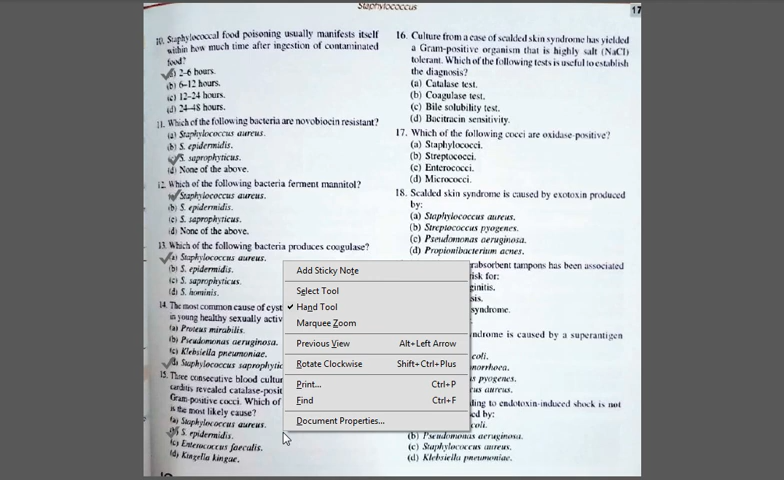 Staphylococcus
17
10. Staphylococcal food poisoning usually manifests itself
within how much time after ingestion of contaminated
food?
(a) 2–6 hours.
(b) 6–12 hours.
(c) 12–24 hours.
(d) 24–48 hours.
11. Which of the following bacteria are novobiocin resistant?
(a) Staphylococcus aureus.
(b) S. epidermidis.
S. saprophyticus.
(d) None of the above.
12. Which of the following bacteria ferment mannitol?
Staphylococcus aureus.
(b) S. epidermidis.
(c) S. saprophyticus.
(d) None of the above.
13. Which of the following bacteria produces coagulase?
(a) Staphylococcus aureus.
(b) S. epidermidis.
(c) S. saprophyticus.
(d) S. hominis.
14. The most common cause of cyst
in young healthy sexually activ
(a) Proteus mirabilis.
(b) Pseudomonas aeruginosa.
(c) Klebsiella pneumoniae.
Staphylococcus saprophytic
15. Three consecutive blood cultur
carditis revealed catalase-posit
Gram-positive cocci. Which of
is the most likely cause?
(a) Staphylococcus aureus.
(b) S. epidermidis.
(c) Enterococcus faecalis.
(d) Kingella kingae.
16. Culture from a case of scalded skin syndrome has yielded
a Gram-positive organism that is highly salt (NaCl)
tolerant. Which of the following tests is useful to establish
the diagnosis?
(a) Catalase test.
(b) Coagulase test.
(c) Bile solubility test.
(d) Bacitracin sensitivity.
17. Which of the following cocci are oxidase-positive?
(a) Staphylococci.
(b) Streptococci.
(c) Enterococci.
(d) Micrococci.
18. Scalded skin syndrome is caused by exotoxin produced
by:
(a) Staphylococcus aureus.
(b) Streptococcus pyogenes.
(c) Pseudomonas aeruginosa.
(d) Propionibacterium acnes.
rabsorbent tampons has been associated
isk for:
ginitis.
sis.
syndrome.
ndrome is caused by a superantigen
coli.
norrhoea.
s pyogenes.
cus aureus.
ding to endotoxin-induced shock is not
ed by:
coli.
(b) Pseudomonas aeruginosa.
(c) Staphylococcus aureus.
(d) Klebsiella pneumoniae.
Add Sticky Note
Select Tool
Hand Tool
Marquee Zoom
Previous View Alt+Left Arrow
Rotate Clockwise Shift+Ctrl+Plus
Print... Ctrl+P
Find Ctrl+F
Document Properties...